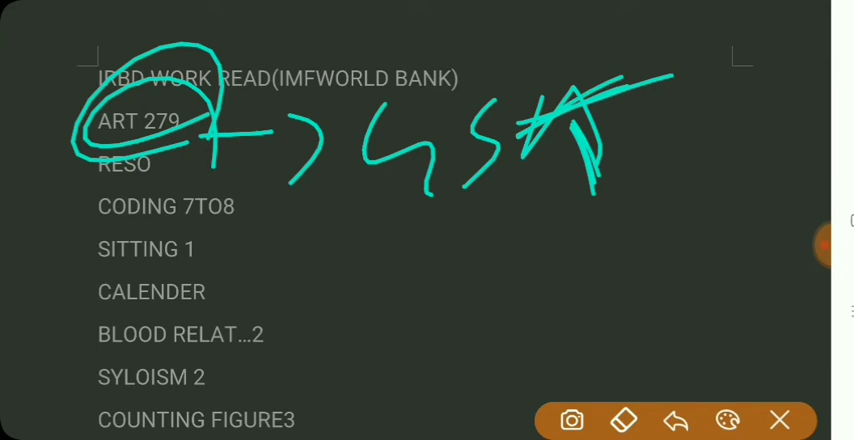 IRBD WORK READ(IMFWORLD BANK)
ART 279
RESO
CODING 7TO8
SITTING 1
CALENDER
BLOOD RELAT...2
SYLOISM 2
COUNTING FIGURE3